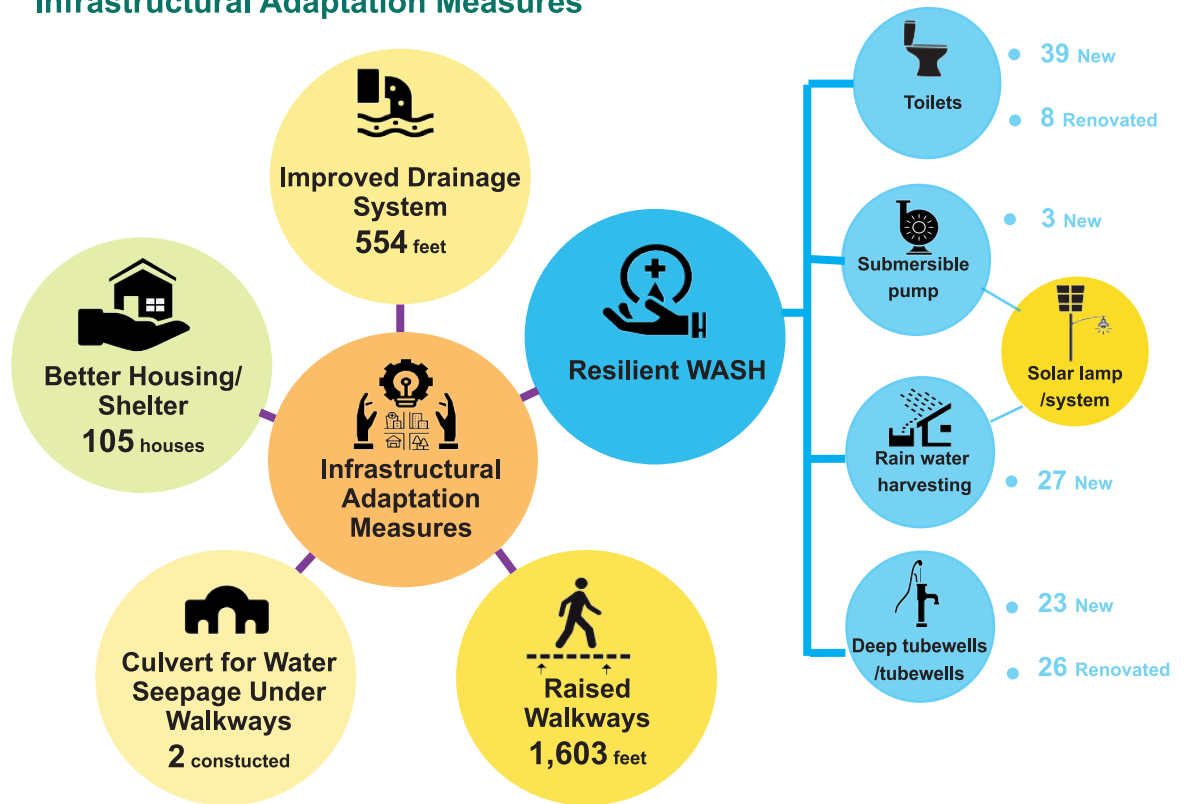 Infrastructural Adaptation Measures
Improved Drainage
System
554 feet
Better Housing/
Shelter
105 houses
Infrastructural
Adaptation
Measures
Resilient WASH
Culvert for Water
Seepage Under
Walkways
2 constucted
Raised
Walkways
1,603 feet
Toilets
39 New
8 Renovated
Submersible
pump
3 New
Solar lamp
/system
Rain water
harvesting
27 New
Deep tubewells
/tubewells
23 New
26 Renovated